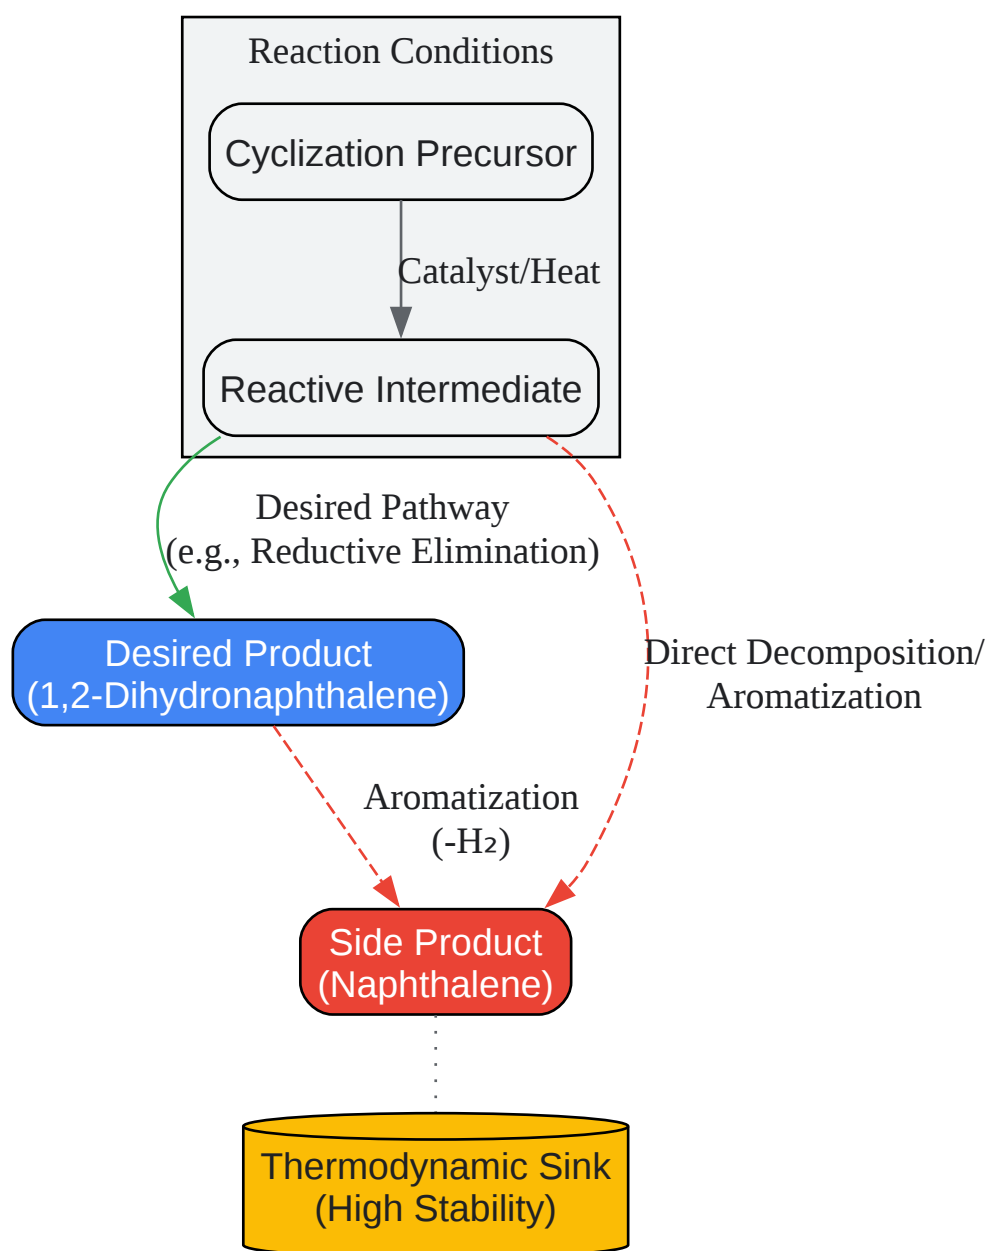 Reaction Conditions
Cyclization Precursor
Catalyst/Heat
Reactive Intermediate
Desired Pathway
(e.g., Reductive Elimination)
Desired Product
(1,2-Dihydronaphthalene)
Direct Decomposition/
Aromatization
Aromatization
(-H₂)
Side Product
(Naphthalene)
Thermodynamic Sink
(High Stability)